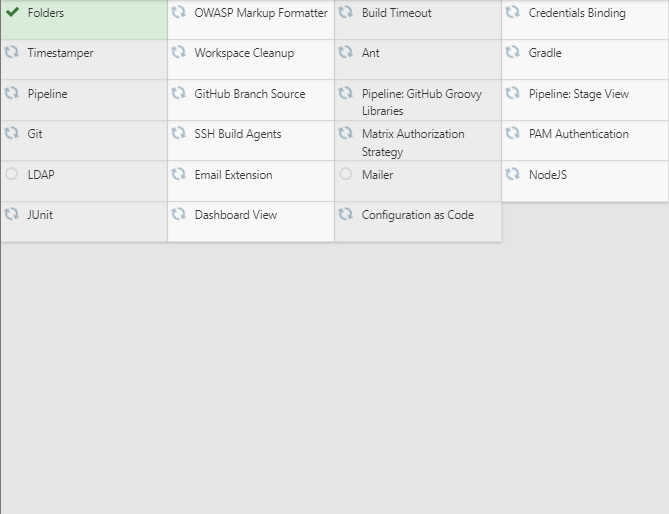 Folders
OWASP Markup Formatter
Build Timeout
Credentials Binding
Timestamper
Workspace Cleanup
Ant
Gradle
Pipeline
GitHub Branch Source
Pipeline: GitHub Groovy
Libraries
Pipeline: Stage View
Git
SSH Build Agents
Matrix Authorization
Strategy
PAM Authentication
LDAP
Email Extension
Mailer
NodeJS
JUnit
Dashboard View
Configuration as Code